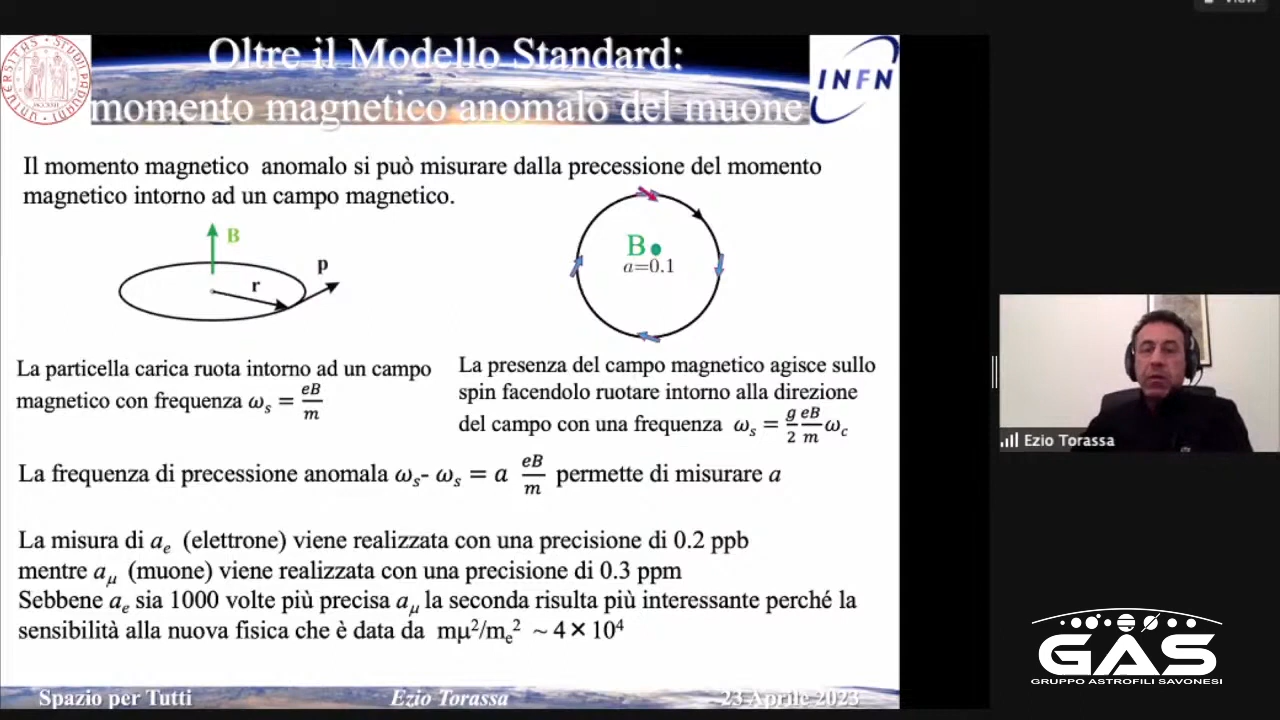 View
Oltre il Modello Standard:
momento magnetico anomalo del muone
INFN
Il momento magnetico anomalo si può misurare dalla precessione del momento
magnetico intorno ad un campo magnetico.
B
p
r
B
a=0.1
La particella carica ruota intorno ad un campo
magnetico con frequenza ωₛ = eB/m
La presenza del campo magnetico agisce sullo
spin facendolo ruotare intorno alla direzione
del campo con una frequenza ωₛ = g/2 eB/m ω꜀
La frequenza di precessione anomala ωₛ- ωₛ = a eB/m permette di misurare a
La misura di aₑ (elettrone) viene realizzata con una precisione di 0.2 ppb
mentre aμ (muone) viene realizzata con una precisione di 0.3 ppm
Sebbene aₑ sia 1000 volte più precisa aμ la seconda risulta più interessante perché la
sensibilità alla nuova fisica che è data da mμ²/mₑ² ~ 4 × 10⁴
Spazio per Tutti
Ezio Torassa
23 Aprile 2023
Ezio Torassa
GAS
GRUPPO ASTROFILI SAVONESI